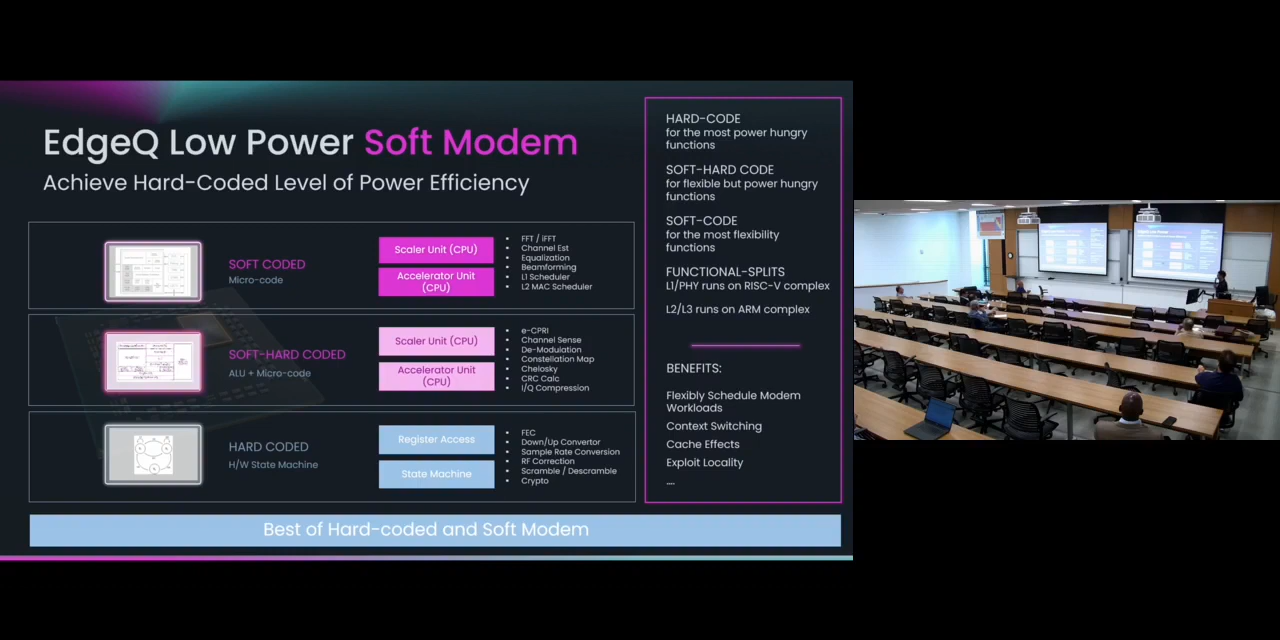 EdgeQ Low Power Soft Modem
Achieve Hard-Coded Level of Power Efficiency
SOFT CODED
Micro-code
Scaler Unit (CPU)
Accelerator Unit
(CPU)
• FFT / iFFT
• Channel Est
• Equalization
• Beamforming
• L1 Scheduler
• L2 MAC Scheduler
SOFT-HARD CODED
ALU + Micro-code
Scaler Unit (CPU)
Accelerator Unit
(CPU)
• e-CPRI
• Channel Sense
• De-Modulation
• Constellation Map
• Chelosky
• CRC Calc
• I/Q Compression
HARD CODED
H/W State Machine
Register Access
State Machine
• FEC
• Down/Up Convertor
• Sample Rate Conversion
• RF Correction
• Scramble / Descramble
• Crypto
HARD-CODE
for the most power hungry
functions
SOFT-HARD CODE
for flexible but power hungry
functions
SOFT-CODE
for the most flexibility
functions
FUNCTIONAL-SPLITS
L1/PHY runs on RISC-V complex
L2/L3 runs on ARM complex
BENEFITS:
Flexibly Schedule Modem
Workloads
Context Switching
Cache Effects
Exploit Locality
....
Best of Hard-coded and Soft Modem